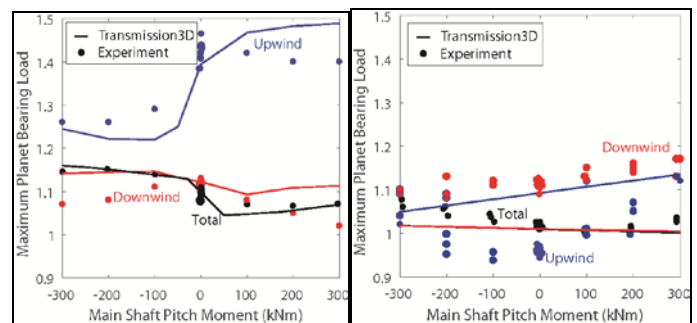 Transmission3D
Experiment
Upwind
Downwind
Total
1.5
1.4
1.3
1.2
1.1
1
0.9
-300 -200 -100 0 100 200 300
Maximum Planet Bearing Load
Main Shaft Pitch Moment (kNm)
Transmission3D
Experiment
Downwind
Total
Upwind
1.5
1.4
1.3
1.2
1.1
1
0.9
-300 -200 -100 0 100 200 300
Maximum Planet Bearing Load
Main Shaft Pitch Moment (kNm)